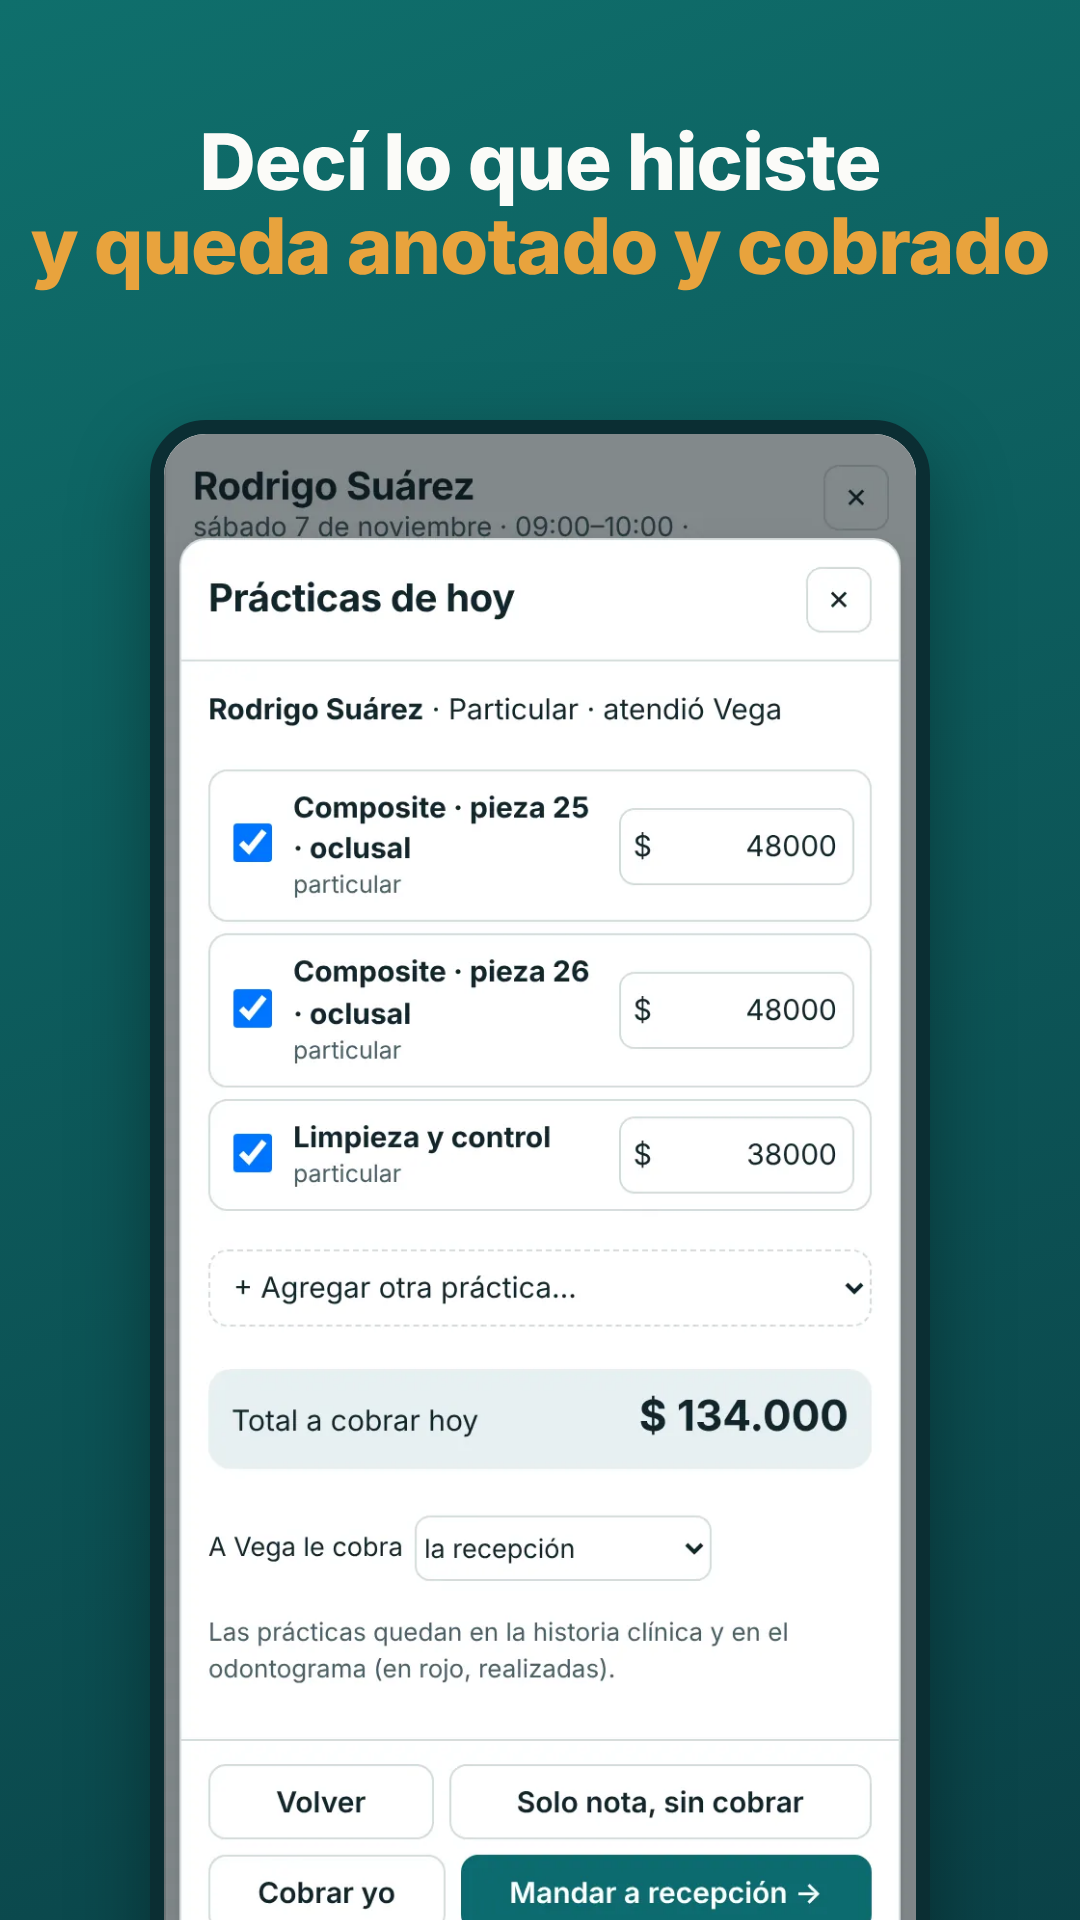 Decí lo que hiciste
y queda anotado y cobrado
Rodrigo Suárez
×
sábado 7 de noviembre · 09:00–10:00 ·
Prácticas de hoy
×
Rodrigo Suárez · Particular · atendió Vega
Composite · pieza 25
· oclusal
particular
$ 48000
Composite · pieza 26
· oclusal
particular
$ 48000
Limpieza y control
particular
$ 38000
+ Agregar otra práctica...
Total a cobrar hoy
$ 134.000
A Vega le cobra
la recepción
Las prácticas quedan en la historia clínica y en el
odontograma (en rojo, realizadas).
Volver
Solo nota, sin cobrar
Cobrar yo
Mandar a recepción →